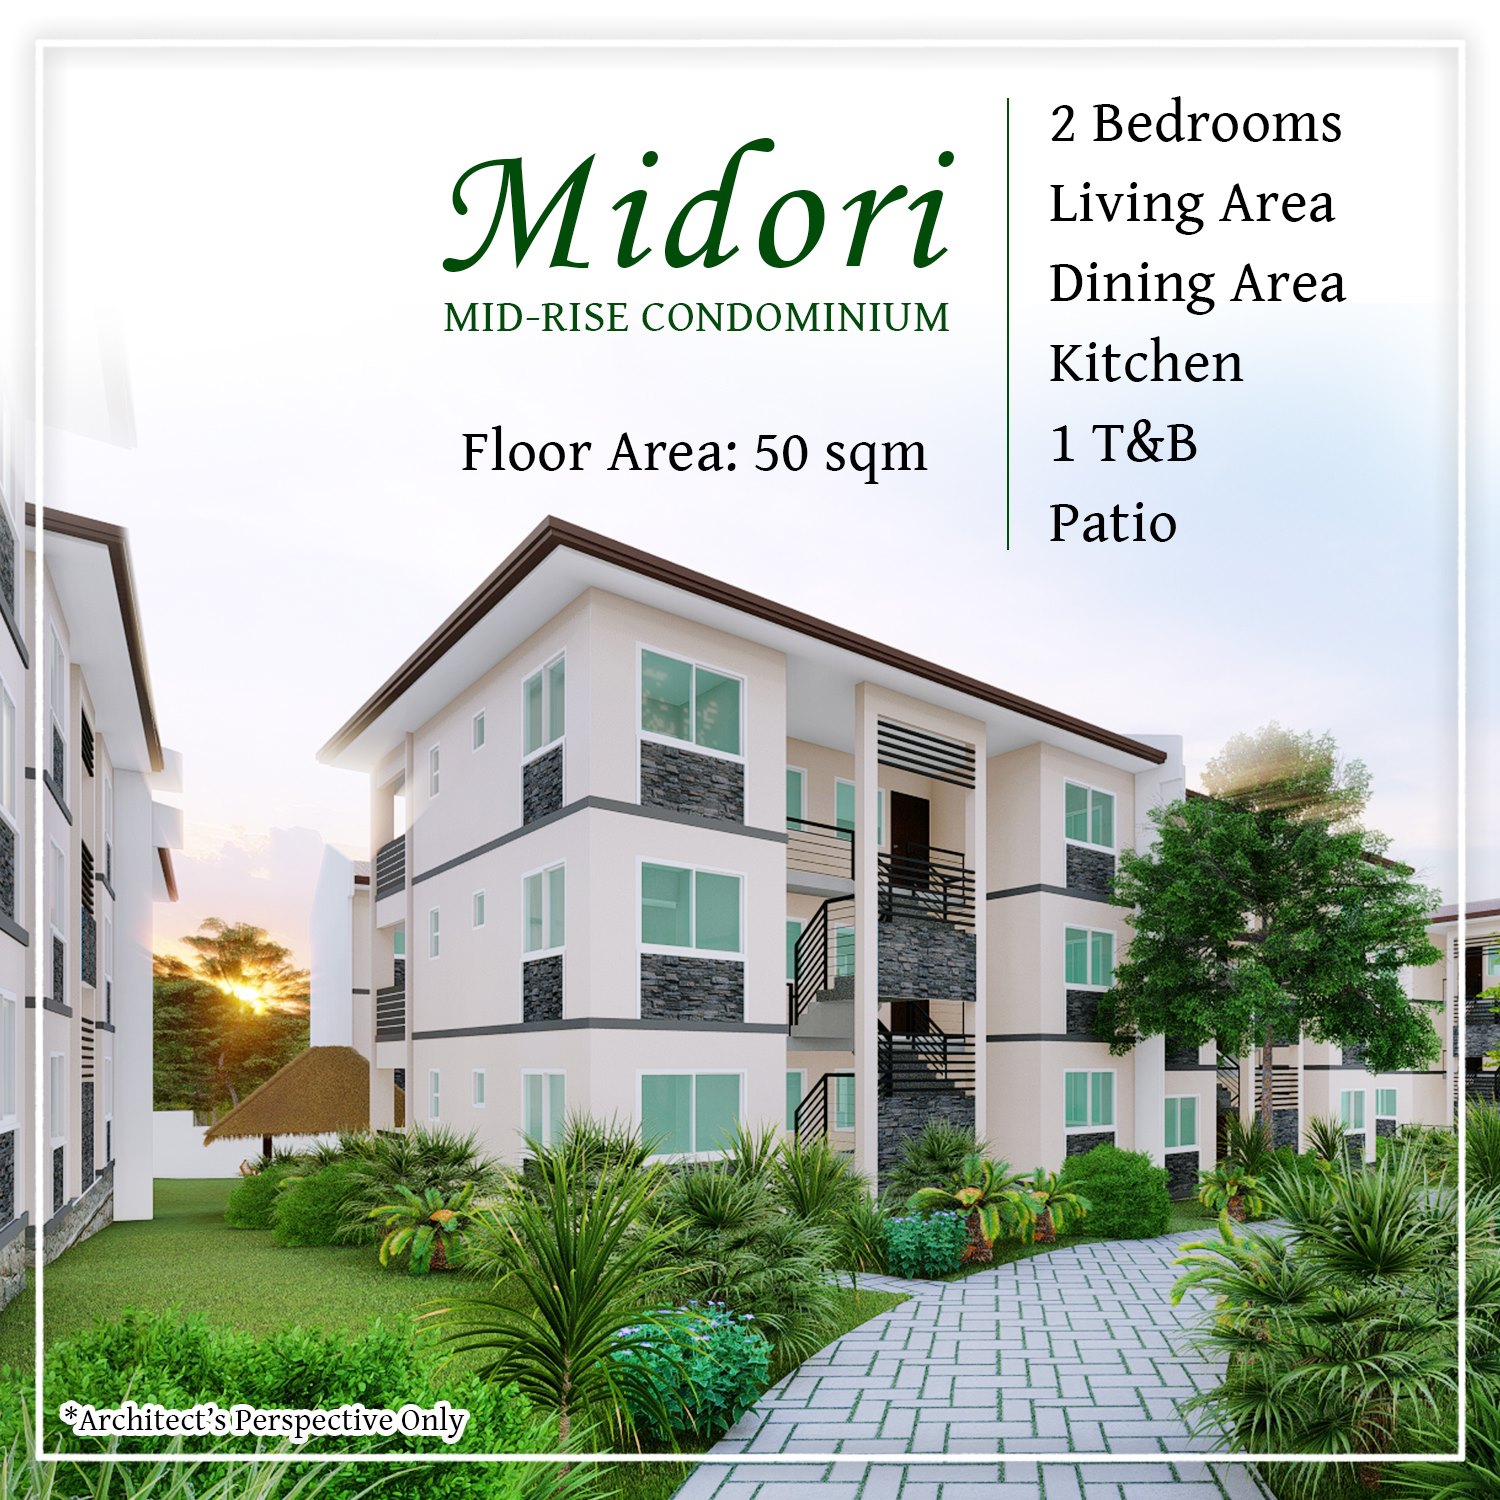 Midori
MID-RISE CONDOMINIUM
Floor Area: 50 sqm
2 Bedrooms
Living Area
Dining Area
Kitchen
1 T&B
Patio
*Architect's Perspective Only